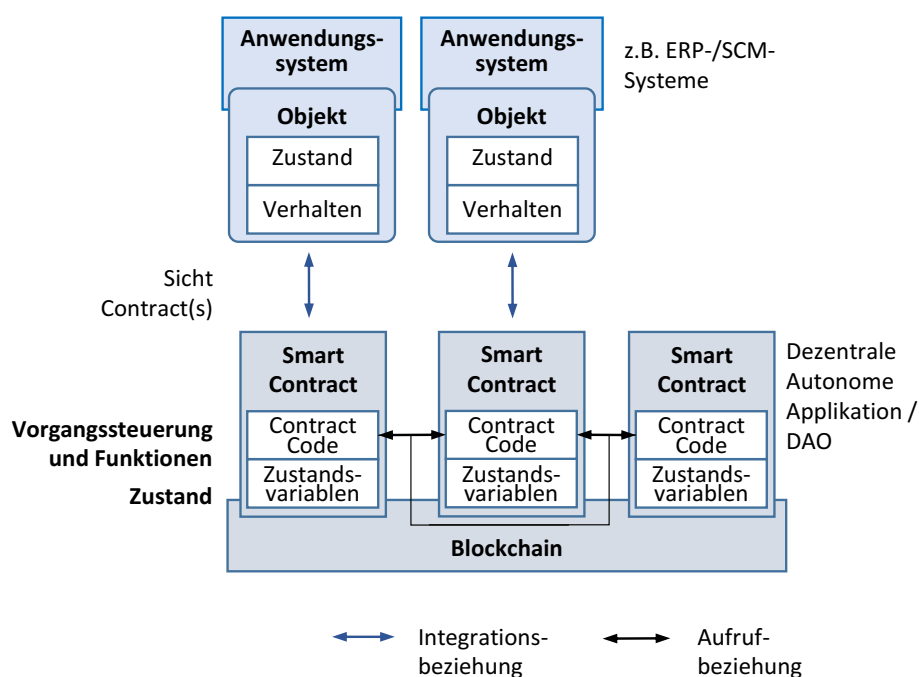 Anwendungs-
system
Anwendungs-
system
z.B. ERP-/SCM-
Systeme
Objekt
Objekt
Zustand
Zustand
Verhalten
Verhalten
Sicht
Contract(s)
Smart
Contract
Smart
Contract
Smart
Contract
Dezentrale
Autonome
Applikation /
DAO
Vorgangssteuerung
und Funktionen
Contract
Code
Contract
Code
Contract
Code
Zustand
Zustands-
variablen
Zustands-
variablen
Zustands-
variablen
Blockchain
Integrations-
beziehung
Aufruf-
beziehung